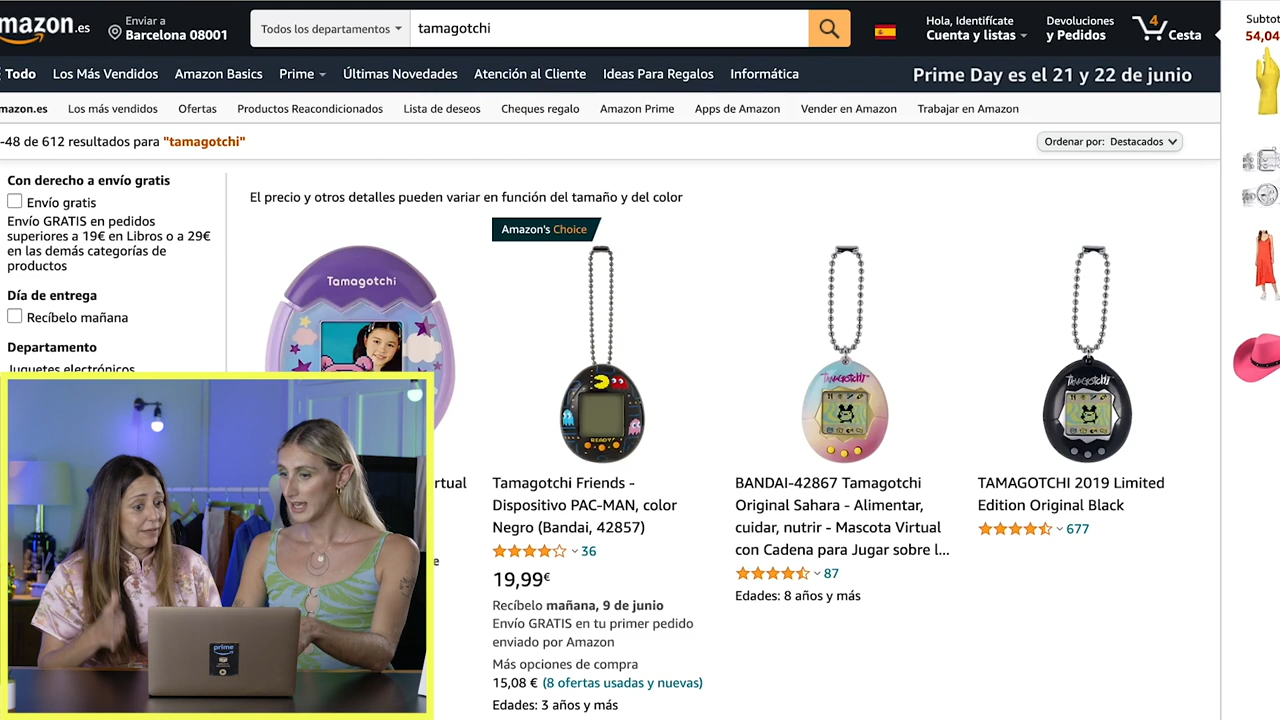 mazon.es
Enviar a
Barcelona 08001
Todos los departamentos
tamagotchi
Hola, Identifícate
Cuenta y listas
Devoluciones
y Pedidos
4
Cesta
Subtot
54,04
Todo
Los Más Vendidos
Amazon Basics
Prime
Últimas Novedades
Atención al Cliente
Ideas Para Regalos
Informática
Prime Day es el 21 y 22 de junio
mazon.es
Los más vendidos
Ofertas
Productos Reacondicionados
Lista de deseos
Cheques regalo
Amazon Prime
Apps de Amazon
Vender en Amazon
Trabajar en Amazon
-48 de 612 resultados para "tamagotchi"
Ordenar por: Destacados
Con derecho a envío gratis
Envío gratis
Envío GRATIS en pedidos
superiores a 19€ en Libros o a 29€
en las demás categorías de
productos
Día de entrega
Recíbelo mañana
Departamento
Juguetes electrónicos
El precio y otros detalles pueden variar en función del tamaño y del color
Tamagotchi
rtual
e
Amazon's Choice
READY!
Tamagotchi Friends -
Dispositivo PAC-MAN, color
Negro (Bandai, 42857)
36
19,99€
Recíbelo mañana, 9 de junio
Envío GRATIS en tu primer pedido
enviado por Amazon
Más opciones de compra
15,08 € (8 ofertas usadas y nuevas)
Edades: 3 años y más
TAMAGOTCHI
BANDAI-42867 Tamagotchi
Original Sahara - Alimentar,
cuidar, nutrir - Mascota Virtual
con Cadena para Jugar sobre l...
87
Edades: 8 años y más
TAMAGOTCHI
TAMAGOTCHI 2019 Limited
Edition Original Black
677
prime